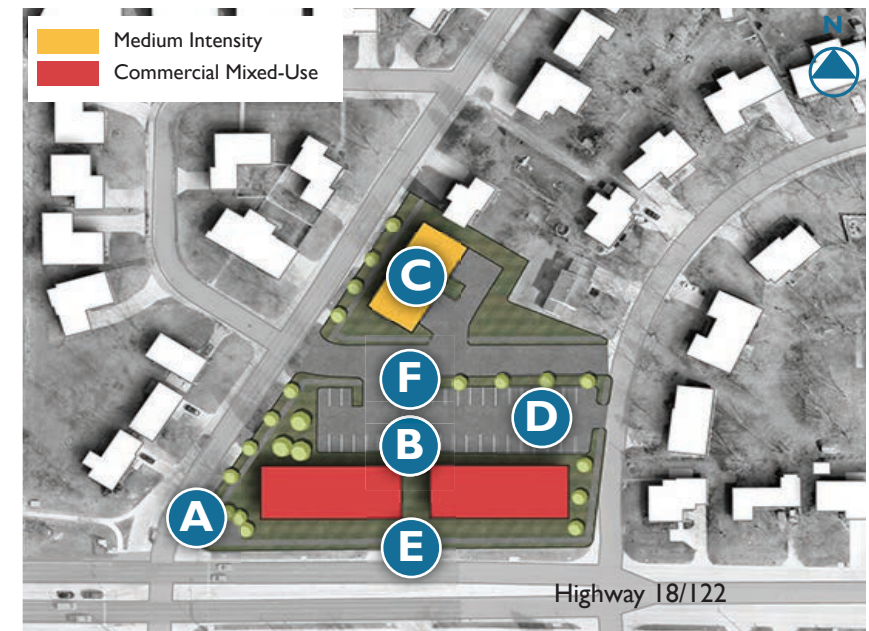 N
Medium Intensity
Commercial Mixed-Use
C
F
D
B
A
E
Highway 18/122